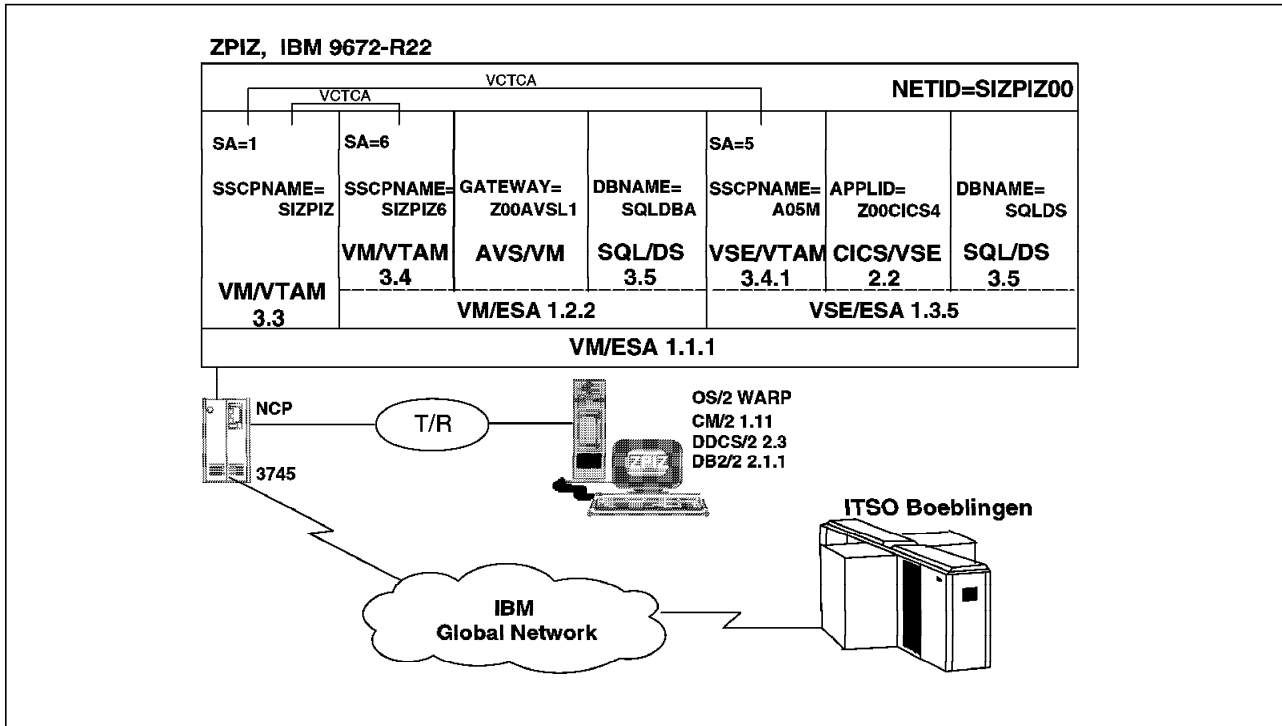 ZPIZ, IBM 9672-R22
VCTCA
NETID=SIZPIZ00
VCTCA
SA=1
SA=6
SA=5
SSCPNAME=
SIZPIZ
SSCPNAME=
SIZPIZ6
GATEWAY=
Z00AVSL1
DBNAME=
SQLDBA
SSCPNAME=
A05M
APPLID=
Z00CICS4
DBNAME=
SQLDS
VM/VTAM
3.4
AVS/VM
SQL/DS
3.5
VSE/VTAM
3.4.1
CICS/VSE
2.2
SQL/DS
3.5
VM/VTAM
3.3
VM/ESA 1.2.2
VSE/ESA 1.3.5
VM/ESA 1.1.1
NCP
3745
T/R
ZPIZ
OS/2 WARP
CM/2 1.11
DDCS/2 2.3
DB2/2 2.1.1
ITSO Boeblingen
IBM
Global Network